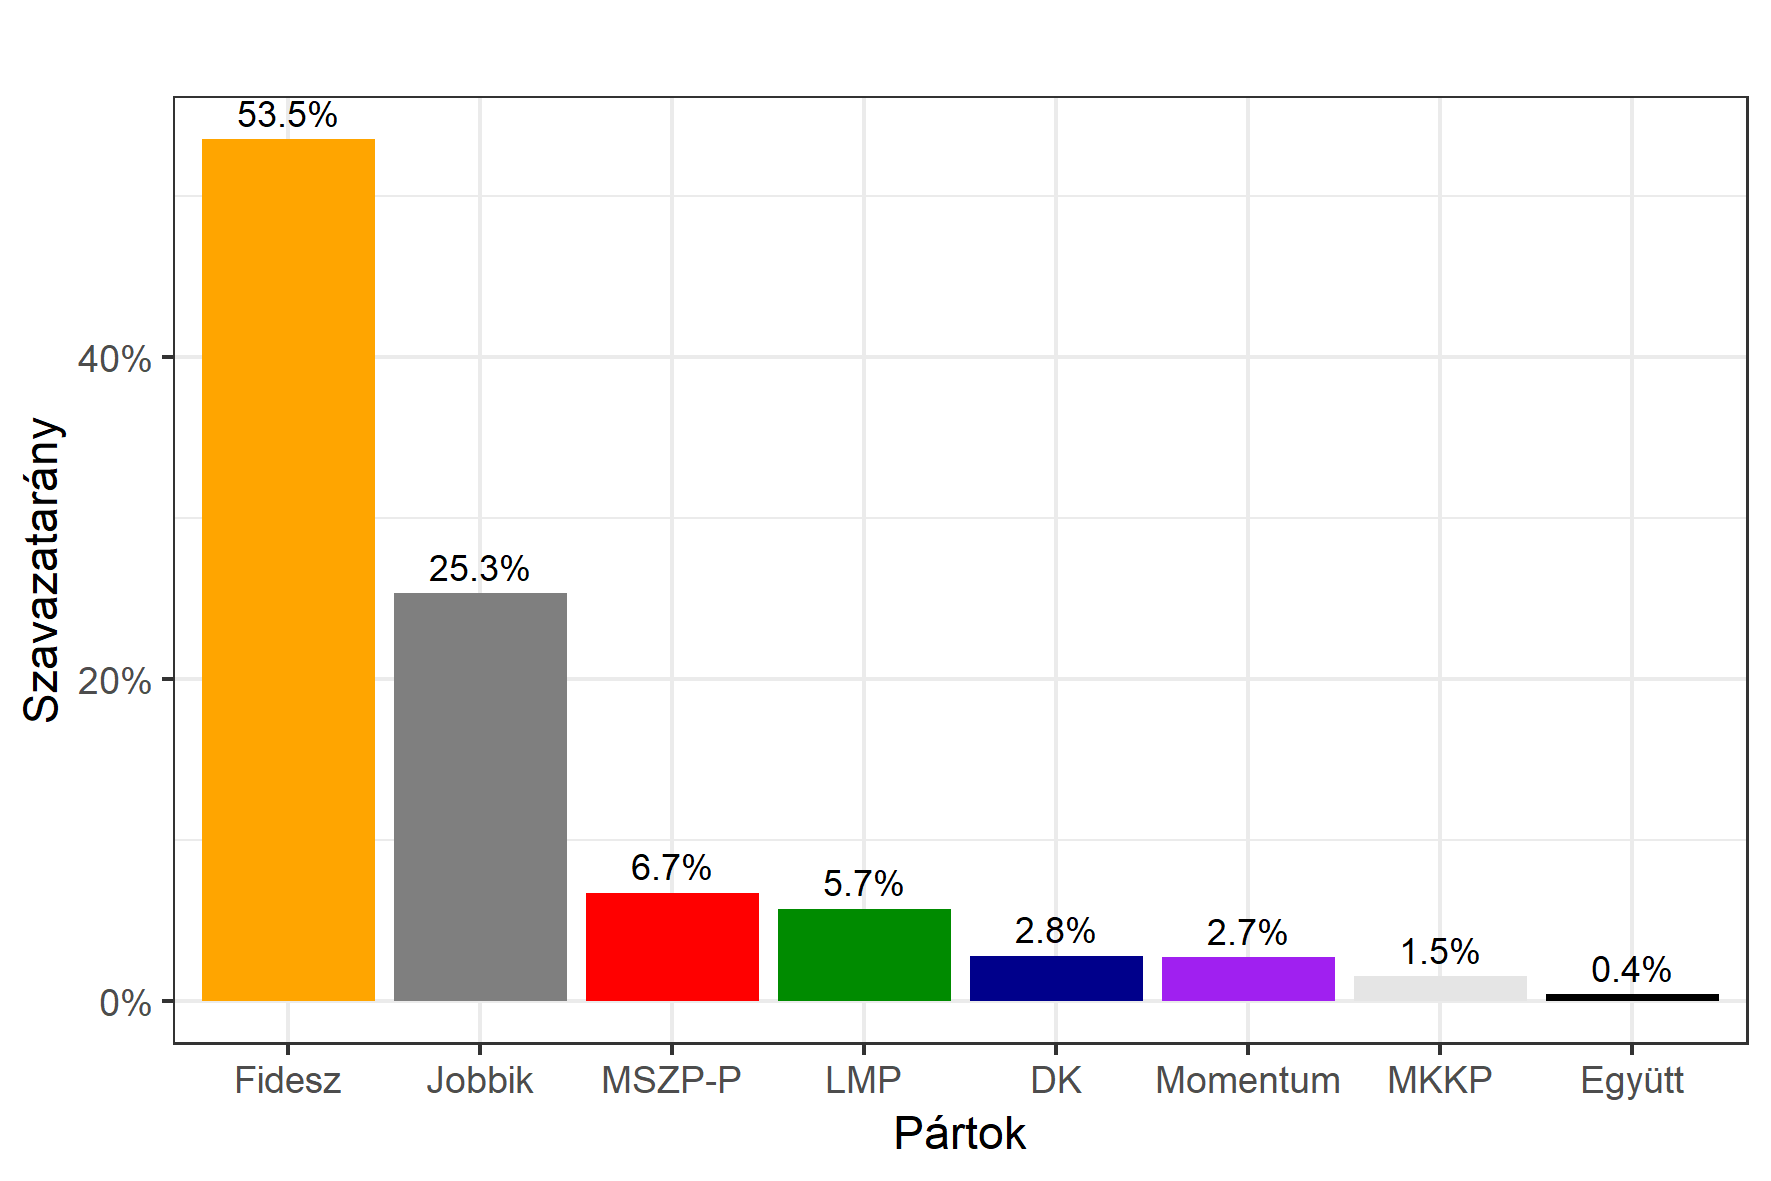 53.5%
25.3%
6.7%
5.7%
2.8%
2.7%
1.5%
0.4%
40%
20%
0%
Szavazatarány
Fidesz
Jobbik
MSZP-P
LMP
DK
Momentum
MKKP
Együtt
Pártok